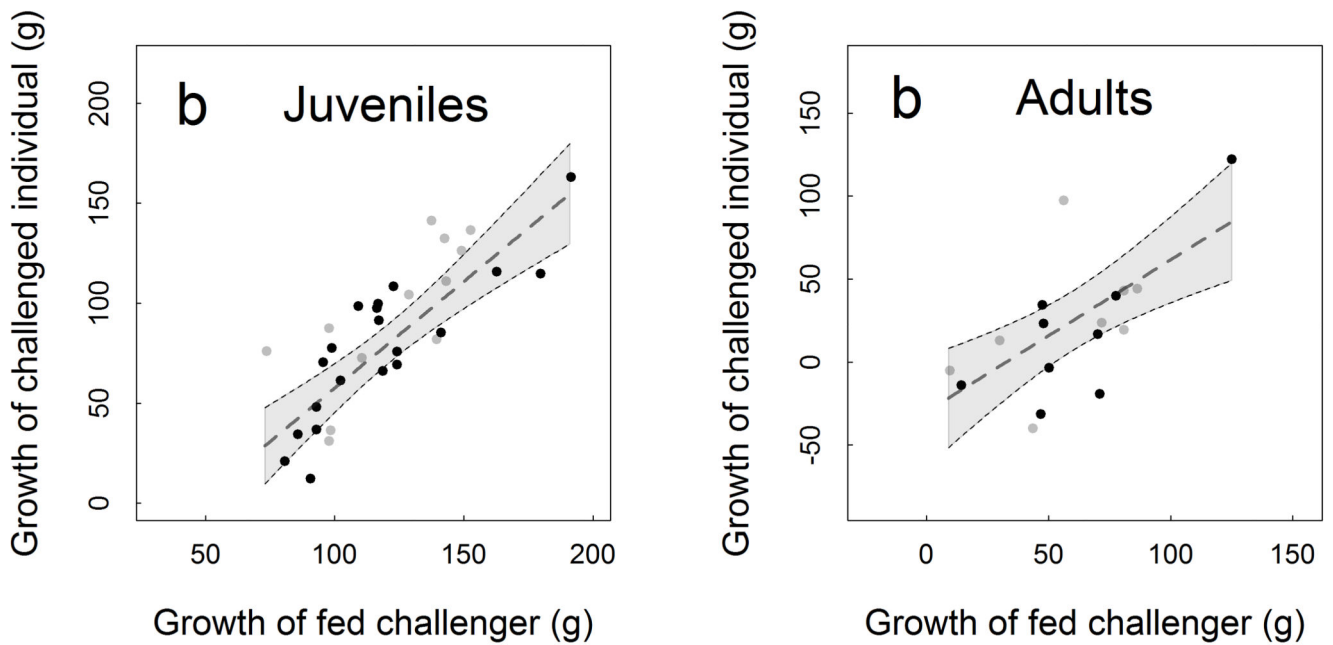 Growth of challenged individual (g)
b Juveniles
200
150
100
50
0
50 100 150 200
Growth of fed challenger (g)
Growth of challenged individual (g)
b Adults
150
100
50
0
-50
0 50 100 150
Growth of fed challenger (g)